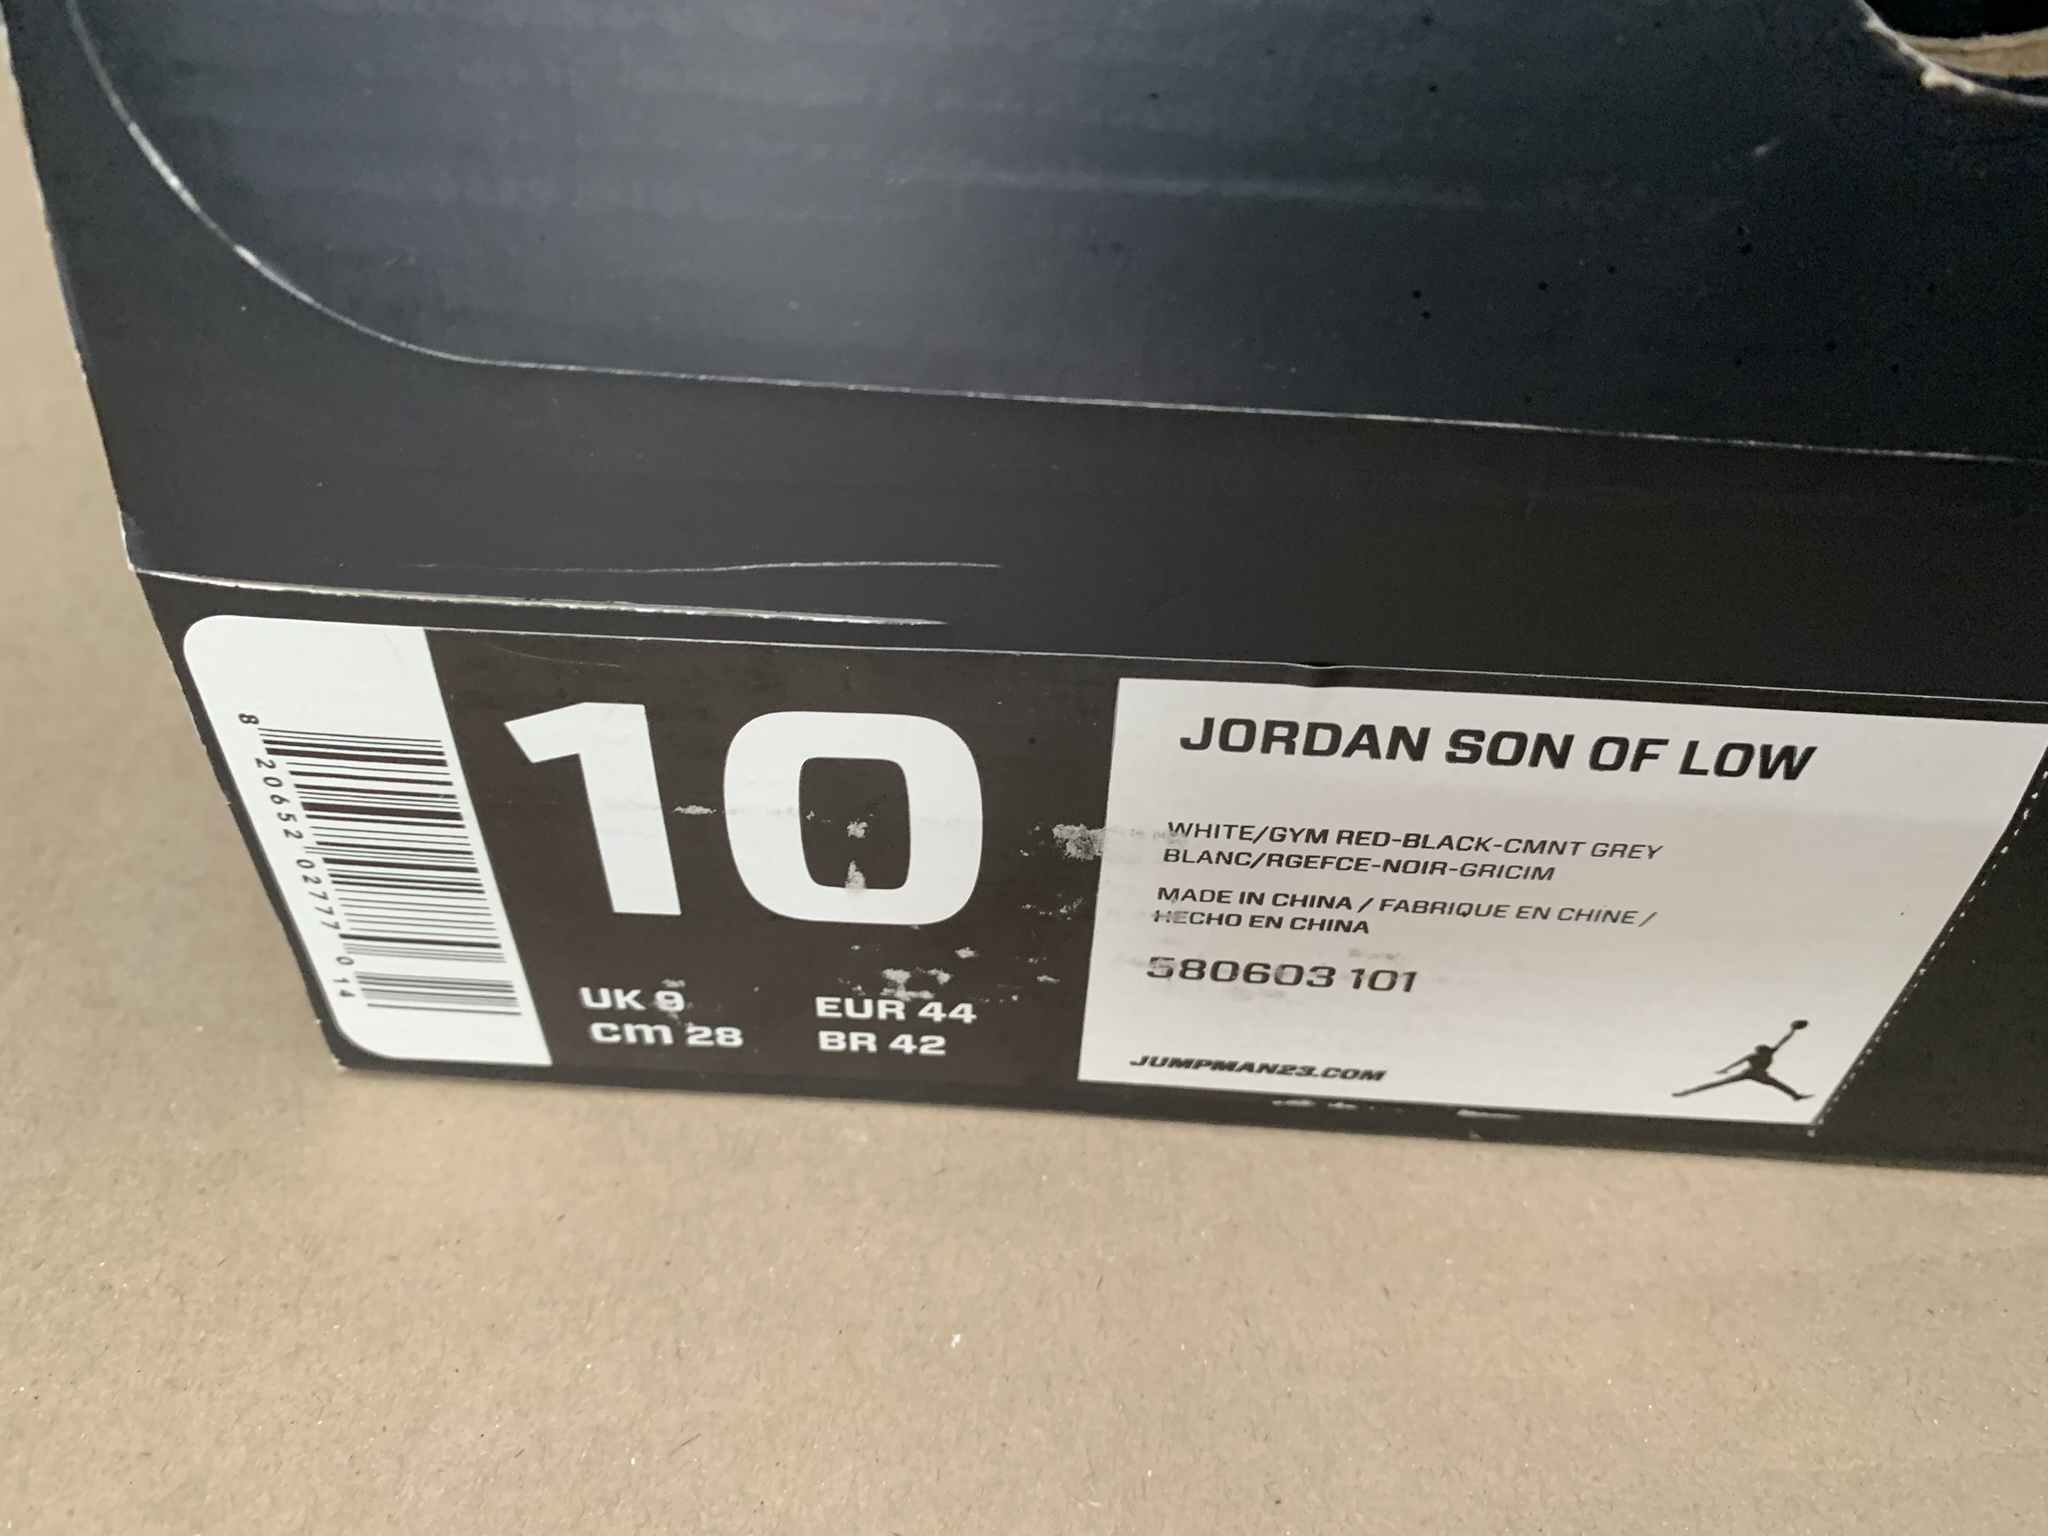 8 20652 02777 014
10
UK 9
cm 28
EUR 44
BR 42
JORDAN SON OF LOW
WHITE/GYM RED-BLACK-CMNT GREY
BLANC/RGEFCE-NOIR-GRICIM
MADE IN CHINA / FABRIQUE EN CHINE /
HECHO EN CHINA
580603 101
JUMPMAN23.COM